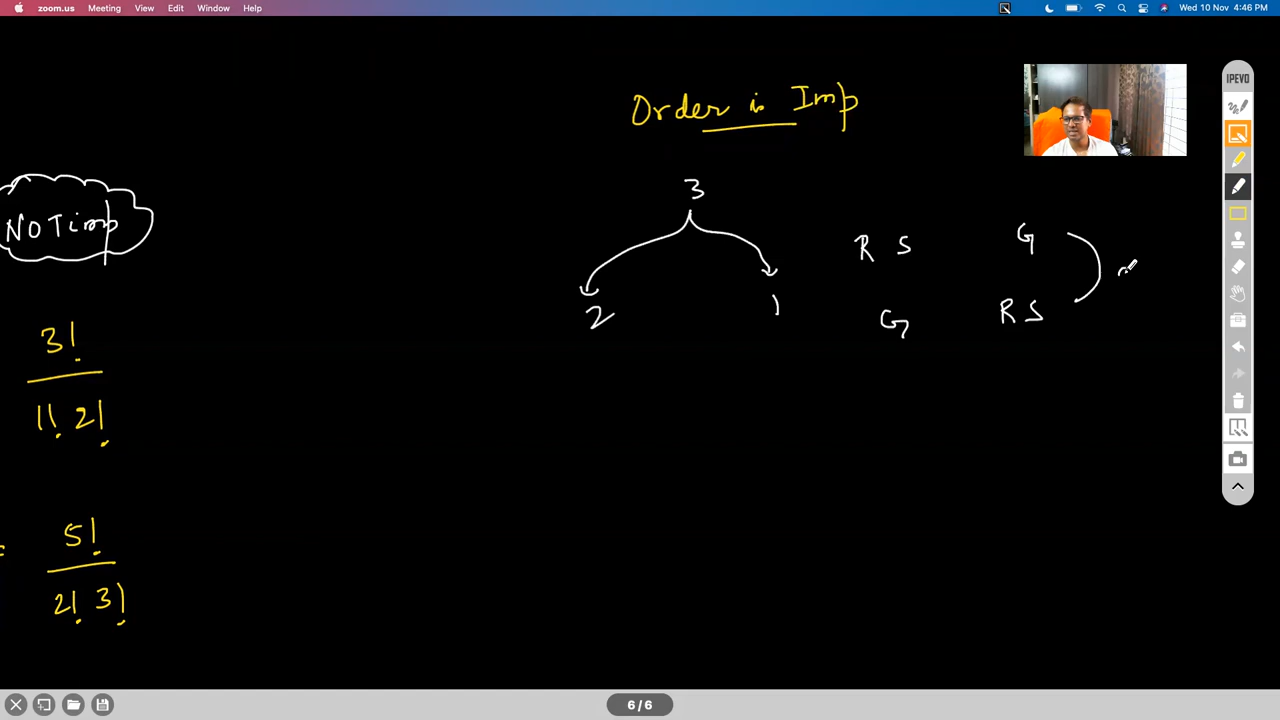 zoom.us Meeting View Edit Window Help Wed 10 Nov 4:46 PM
Order is Imp
IPEVO
NOT imp
3
R S G
2 1 G R S
3!
1! 2!
5!
2! 3!
6 / 6